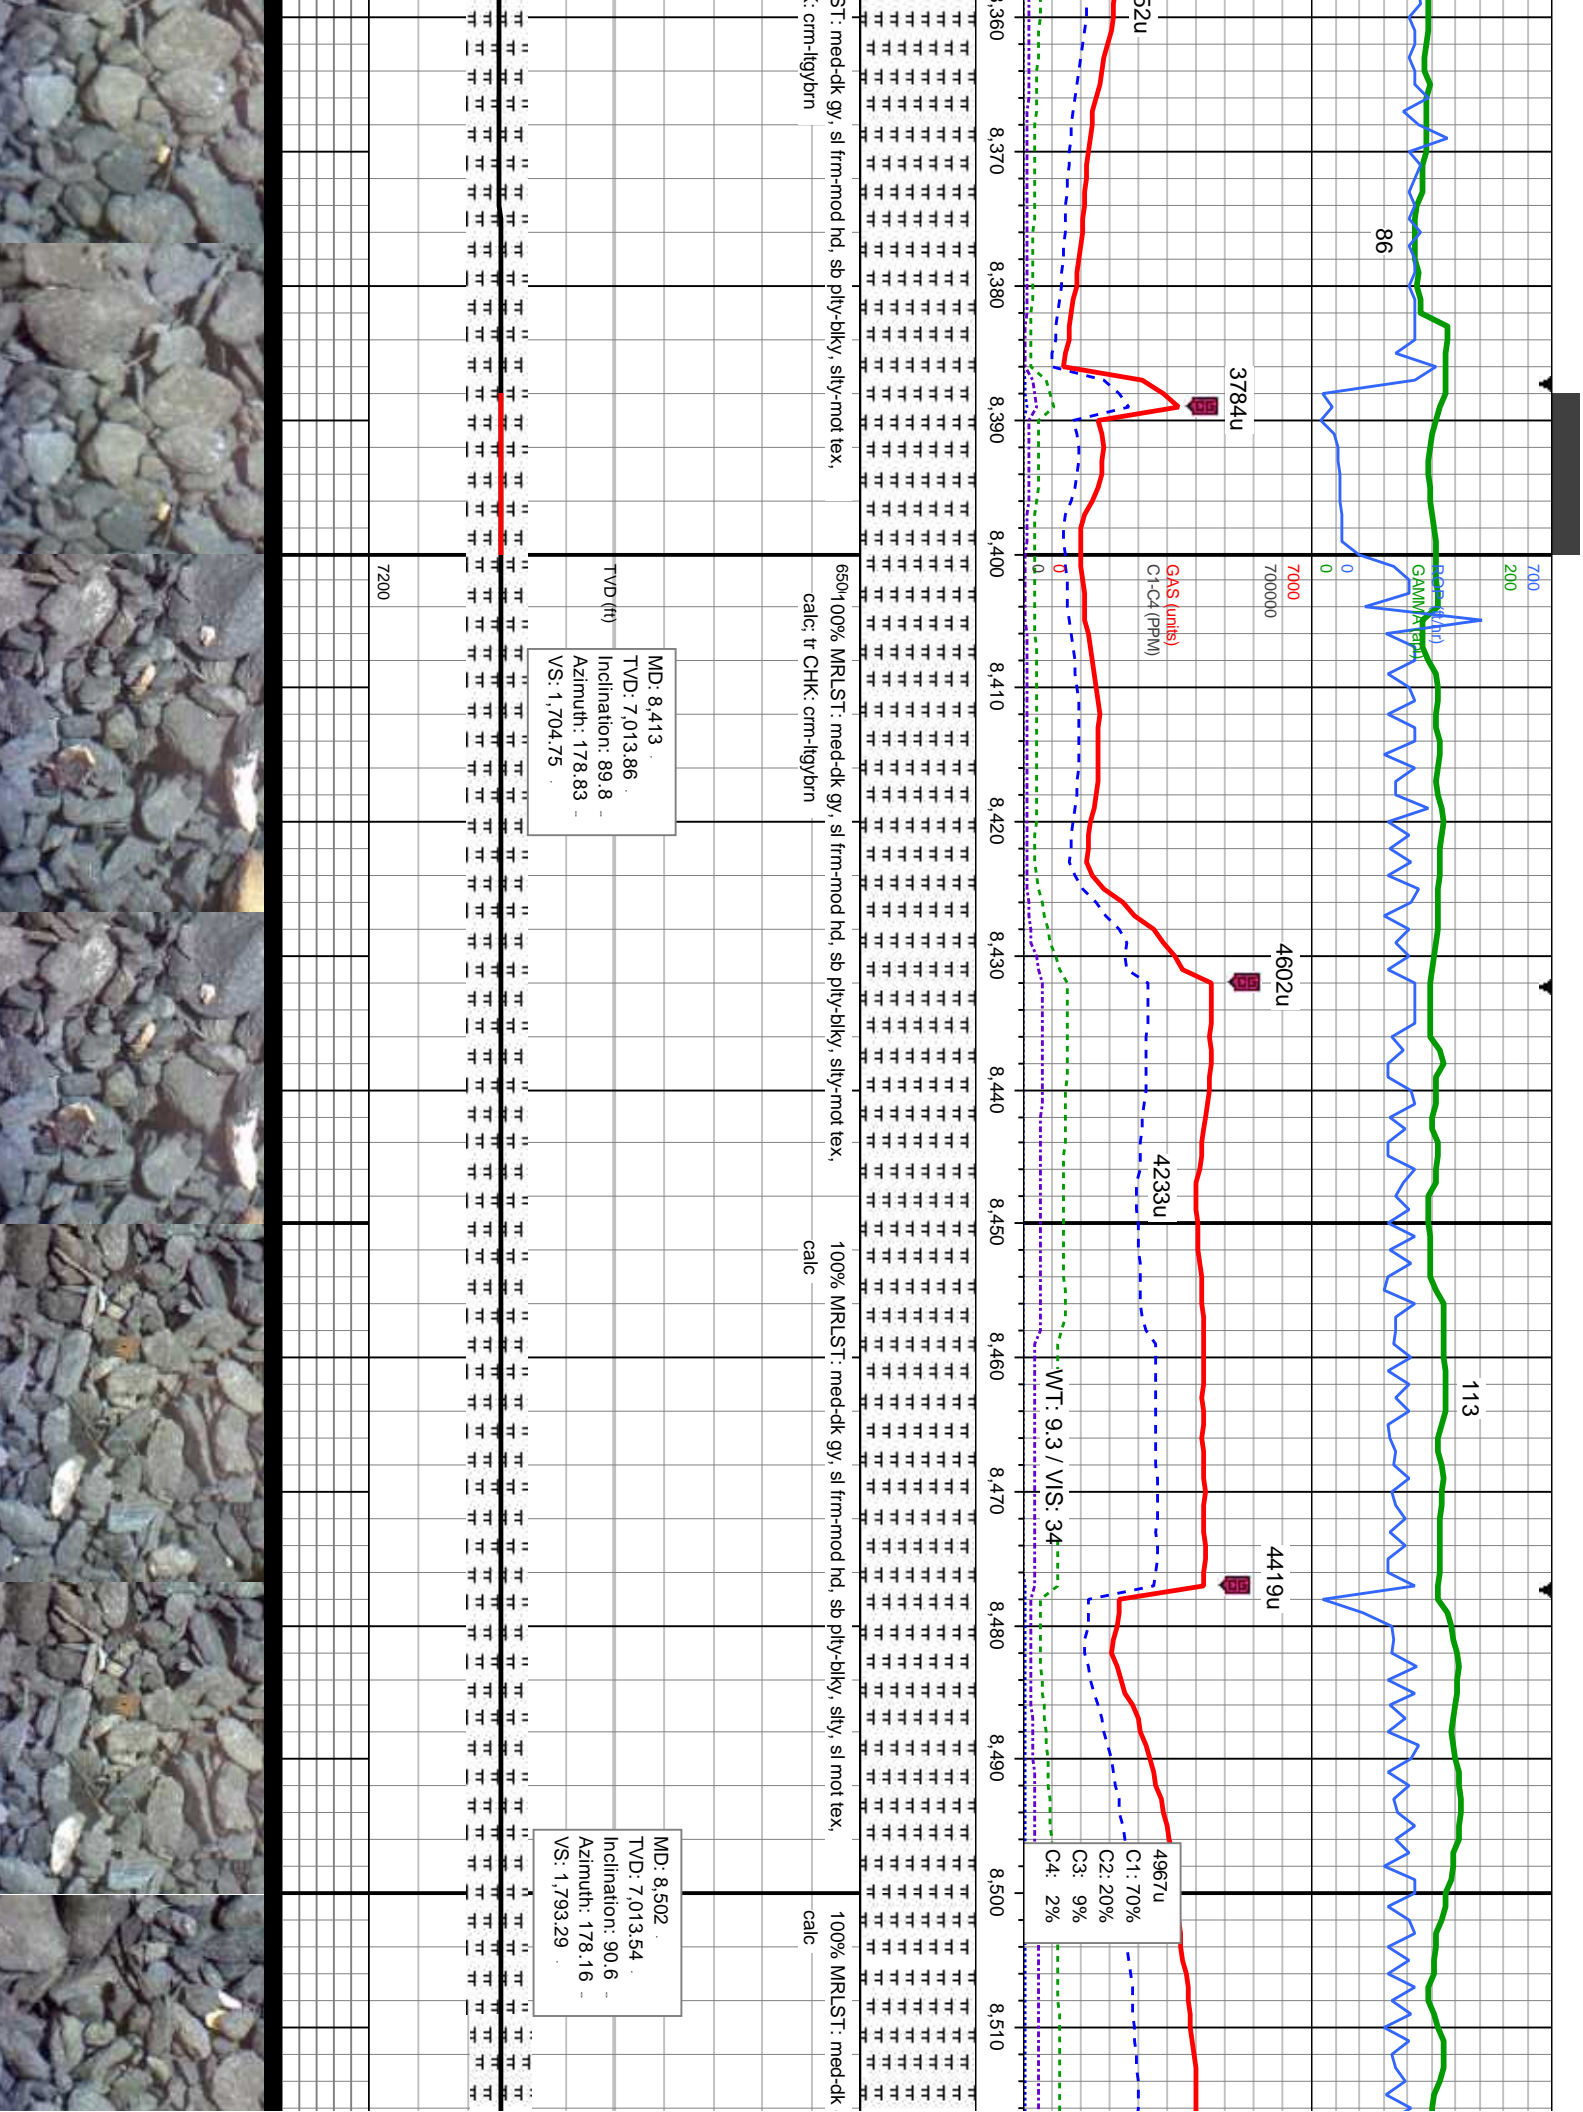 86
113
700
200
0
0
ROP (ft/hr)
GAMMA (api)
3784u
4602u
4233u
4419u
7000
700000
GAS (units)
C1-C4 (PPM)
0
0
WT: 9.3 / VIS: 34
4967u
C1: 70%
C2: 20%
C3: 9%
C4: 2%
8,370
8,380
8,390
8,400
8,410
8,420
8,430
8,440
8,450
8,460
8,470
8,480
8,490
8,500
8,510
ST: med-dk gy, sl frm-mod hd, sb plty-blky, slty-mot tex,
: crm-ltgybrn
100% MRLST: med-dk gy, sl frm-mod hd, sb plty-blky, slty-mot tex,
calc; tr CHK: crm-ltgybrn
100% MRLST: med-dk gy, sl frm-mod hd, sb plty-blky, slty, sl mot tex,
calc
100% MRLST: med-dk
calc
TVD (ft)
7200
MD: 8,413
TVD: 7,013.86
Inclination: 89.8
Azimuth: 178.83
VS: 1,704.75
MD: 8,502
TVD: 7,013.54
Inclination: 90.6
Azimuth: 178.16
VS: 1,793.29